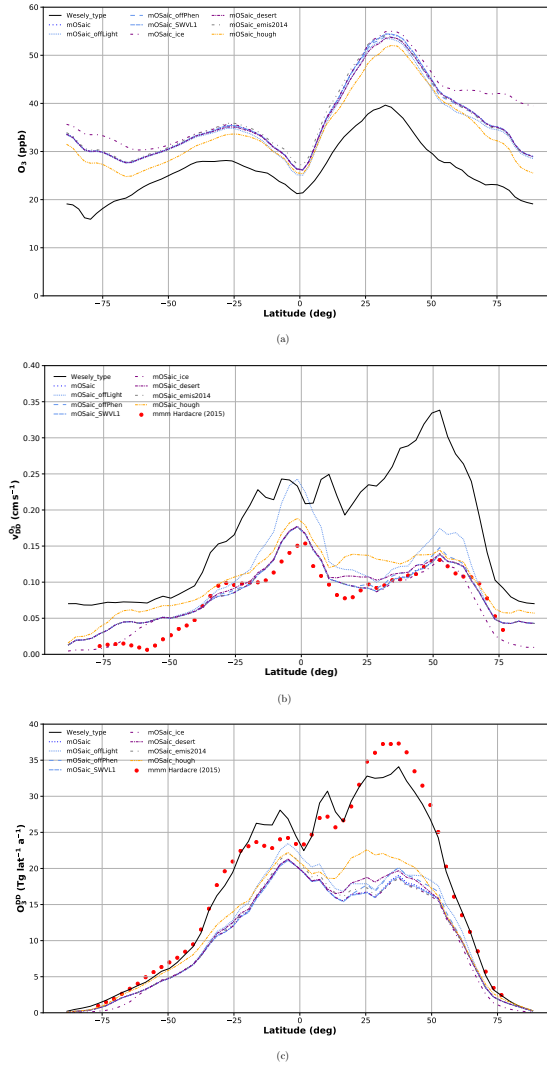 Wesely_type
mOSaic
mOSaic_offLight
mOSaic_offPhen
mOSaic_SWVL1
mOSaic_ice
mOSaic_desert
mOSaic_emis2014
mOSaic_hough
60
50
40
30
20
10
0
O3 (ppb)
−75 −50 −25 0 25 50 75
Latitude (deg)
(a)
Wesely_type
mOSaic
mOSaic_offLight
mOSaic_offPhen
mOSaic_SWVL1
mOSaic_ice
mOSaic_desert
mOSaic_emis2014
mOSaic_hough
mmm Hardacre (2015)
0.40
0.35
0.30
0.25
0.20
0.15
0.10
0.05
0.00
v O3 DD (cm s−1)
−75 −50 −25 0 25 50 75
Latitude (deg)
(b)
Wesely_type
mOSaic
mOSaic_offLight
mOSaic_offPhen
mOSaic_SWVL1
mOSaic_ice
mOSaic_desert
mOSaic_emis2014
mOSaic_hough
mmm Hardacre (2015)
40
35
30
25
20
15
10
5
0
O3 DD (Tg lat−1 a−1)
−75 −50 −25 0 25 50 75
Latitude (deg)
(c)